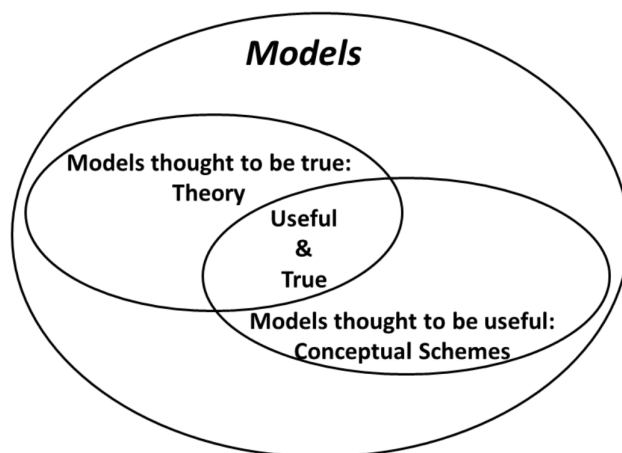 Models
Models thought to be true:
Theory
Useful
&
True
Models thought to be useful:
Conceptual Schemes